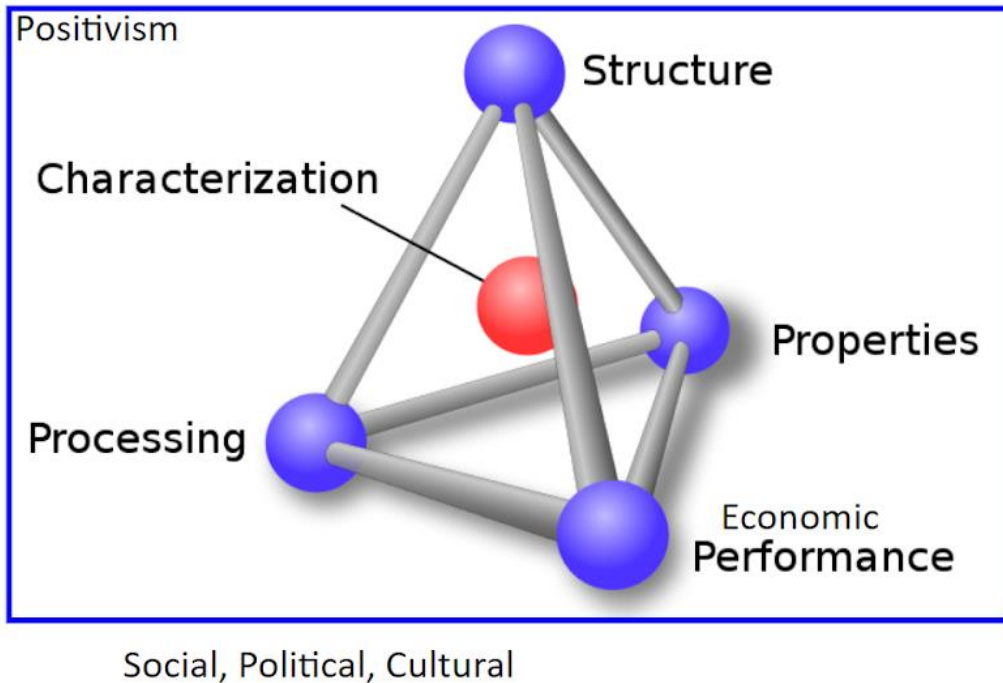 Positivism
Structure
Characterization
Properties
Processing
Economic
Performance
Social, Political, Cultural